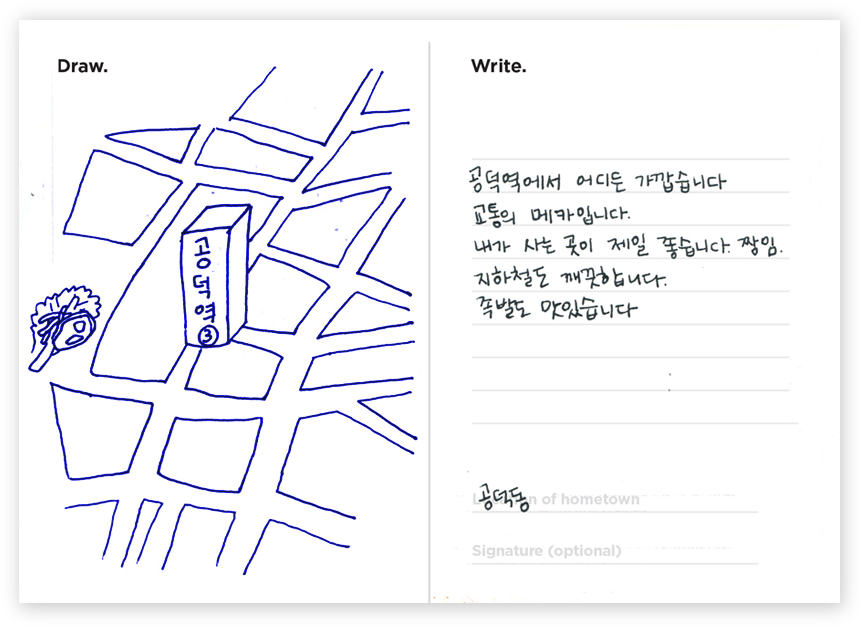 Draw.
공덕역
③
Write.
공덕역에서 어디든 가깝습니다
교통의 메카입니다.
내가 사는 곳이 제일 좋습니다. 짱임.
지하철도 깨끗합니다.
족발도 맛있습니다
공덕동
n of hometown
Signature (optional)